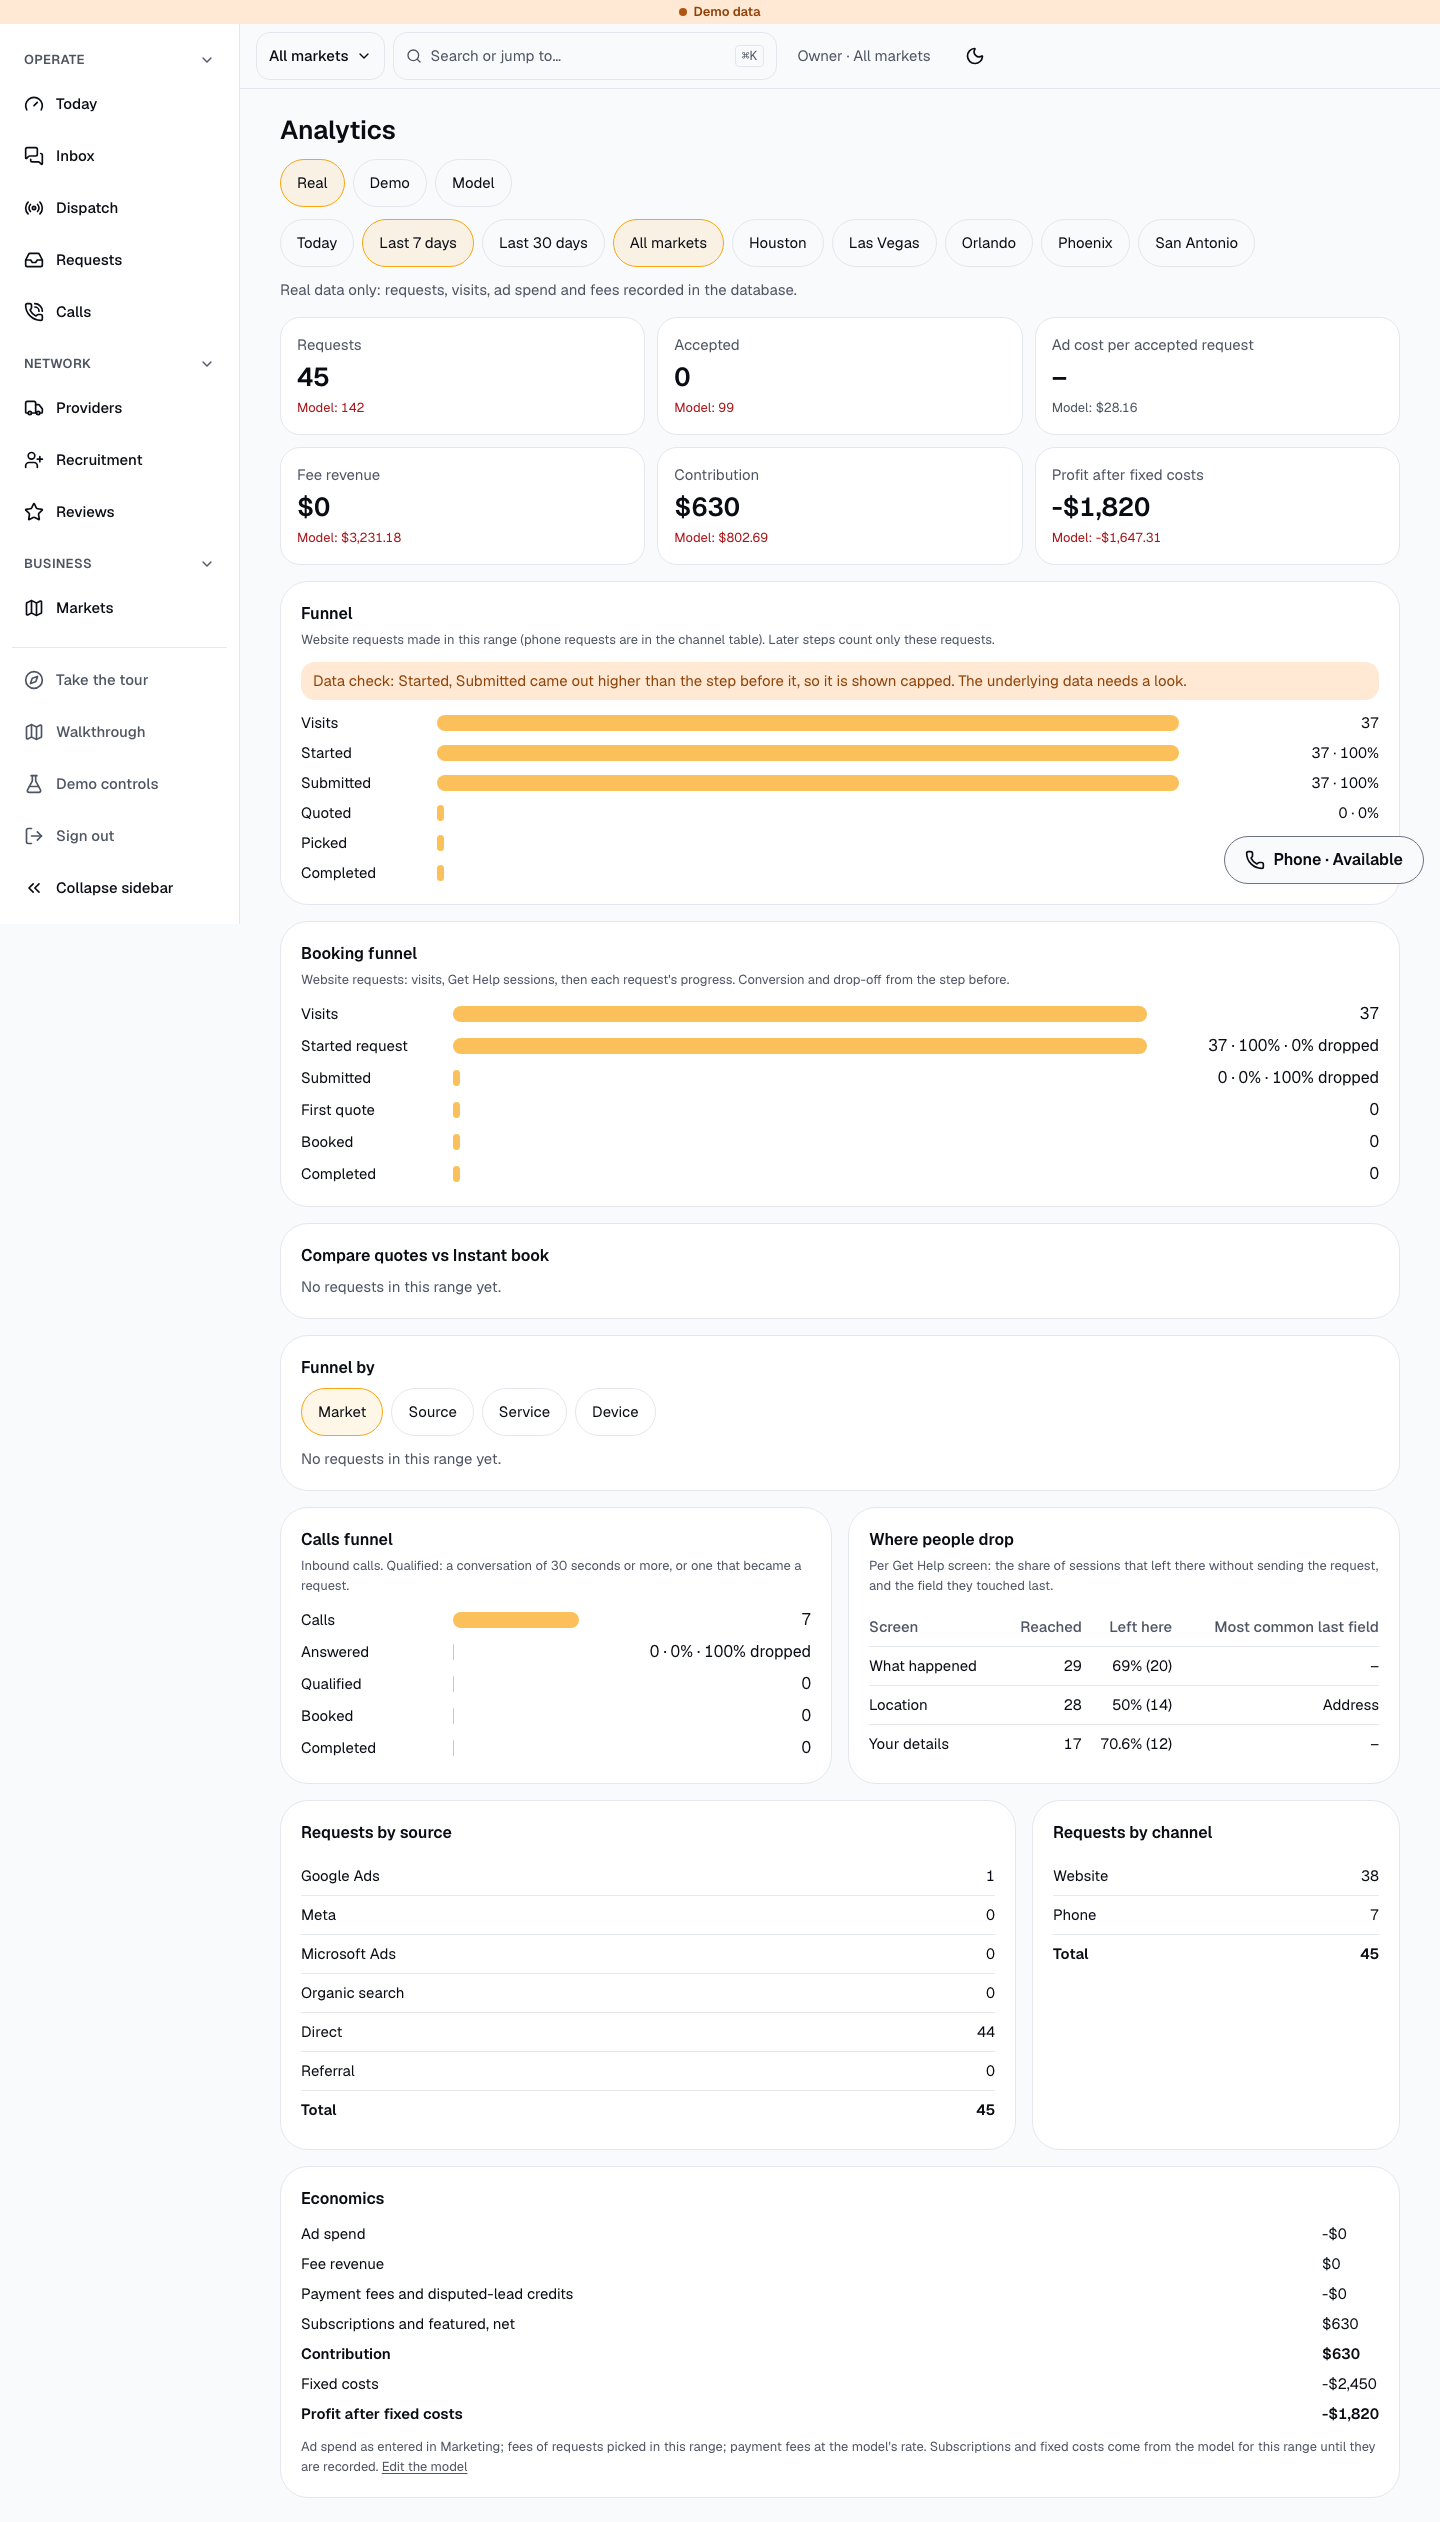 Demo data
OPERATE
Today
Inbox
Dispatch
Requests
Calls
NETWORK
Providers
Recruitment
Reviews
BUSINESS
Markets
Take the tour
Walkthrough
Demo controls
Sign out
Collapse sidebar
All markets
Search or jump to...
⌘K
Owner · All markets
Analytics
Real Demo Model
Today Last 7 days Last 30 days All markets Houston Las Vegas Orlando Phoenix San Antonio
Real data only: requests, visits, ad spend and fees recorded in the database.
Requests
45
Model: 142
Accepted
0
Model: 99
Ad cost per accepted request
–
Model: $28.16
Fee revenue
$0
Model: $3,231.18
Contribution
$630
Model: $802.69
Profit after fixed costs
-$1,820
Model: -$1,647.31
Funnel
Website requests made in this range (phone requests are in the channel table). Later steps count only these requests.
Data check: Started, Submitted came out higher than the step before it, so it is shown capped. The underlying data needs a look.
Visits 37
Started 37 · 100%
Submitted 37 · 100%
Quoted 0 · 0%
Picked
Completed
Phone · Available
Booking funnel
Website requests: visits, Get Help sessions, then each request's progress. Conversion and drop-off from the step before.
Visits 37
Started request 37 · 100% · 0% dropped
Submitted 0 · 0% · 100% dropped
First quote 0
Booked 0
Completed 0
Compare quotes vs Instant book
No requests in this range yet.
Funnel by
Market Source Service Device
No requests in this range yet.
Calls funnel
Inbound calls. Qualified: a conversation of 30 seconds or more, or one that became a
request.
Calls 7
Answered 0 · 0% · 100% dropped
Qualified 0
Booked 0
Completed 0
Where people drop
Per Get Help screen: the share of sessions that left there without sending the request,
and the field they touched last.
Screen Reached Left here Most common last field
What happened 29 69% (20) –
Location 28 50% (14) Address
Your details 17 70.6% (12) –
Requests by source
Google Ads 1
Meta 0
Microsoft Ads 0
Organic search 0
Direct 44
Referral 0
Total 45
Requests by channel
Website 38
Phone 7
Total 45
Economics
Ad spend -$0
Fee revenue $0
Payment fees and disputed-lead credits -$0
Subscriptions and featured, net $630
Contribution $630
Fixed costs -$2,450
Profit after fixed costs -$1,820
Ad spend as entered in Marketing; fees of requests picked in this range; payment fees at the model's rate. Subscriptions and fixed costs come from the model for this range until they
are recorded. Edit the model